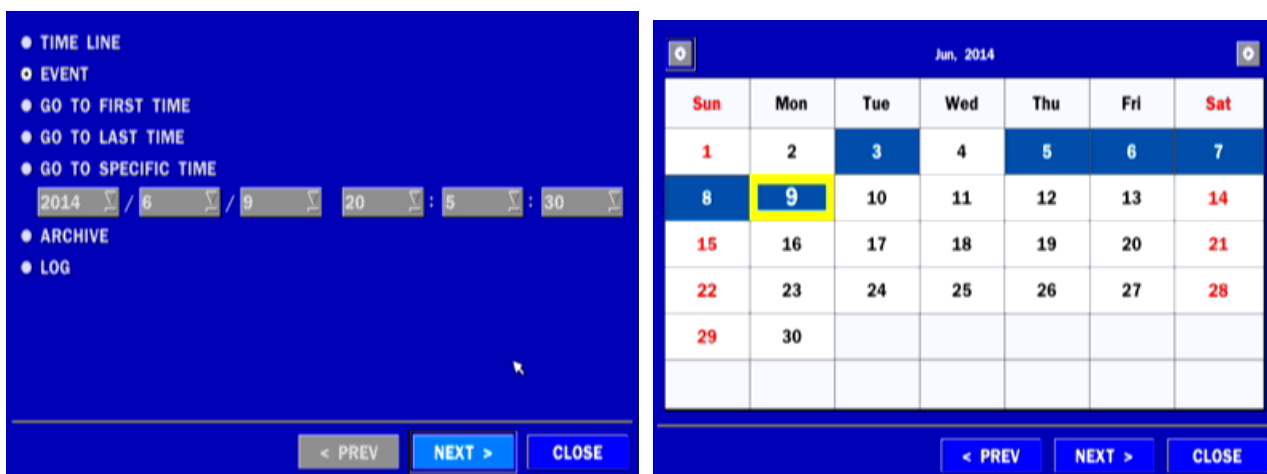 TIME LINE
EVENT
GO TO FIRST TIME
GO TO LAST TIME
GO TO SPECIFIC TIME
2014 / 6 / 9 20 : 5 : 30
ARCHIVE
LOG
< PREV NEXT > CLOSE
Jun, 2014
Sun Mon Tue Wed Thu Fri Sat
1 2 3 4 5 6 7
8 9 10 11 12 13 14
15 16 17 18 19 20 21
22 23 24 25 26 27 28
29 30
< PREV NEXT > CLOSE